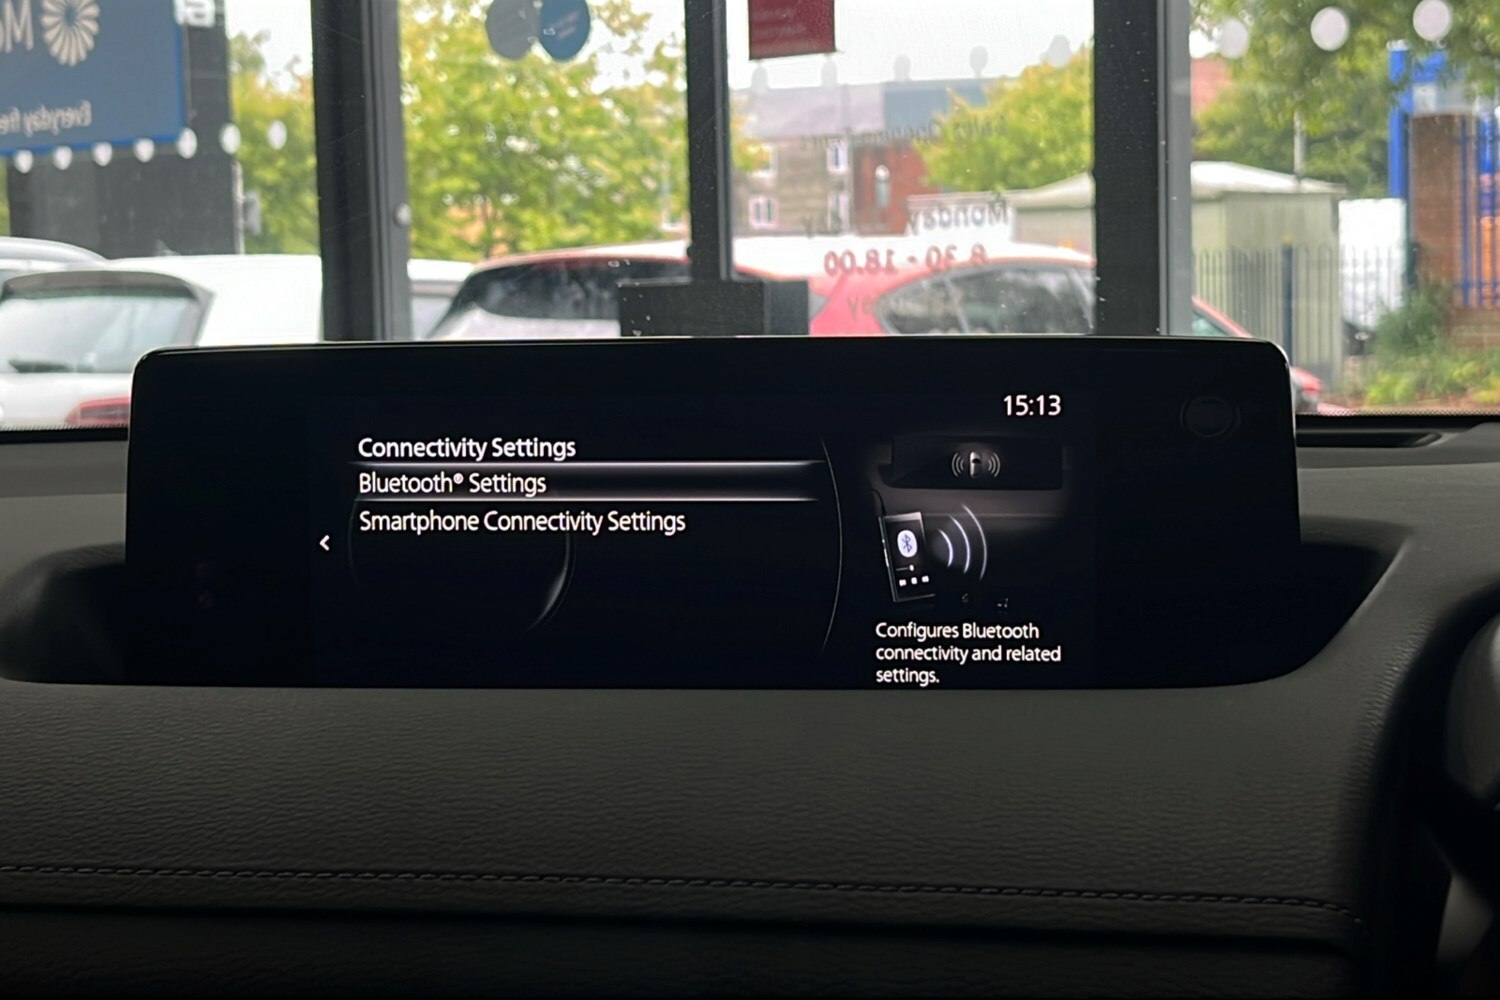 Everyday
Monday
8.30 - 18.00
15:13
Connectivity Settings
Bluetooth® Settings
Smartphone Connectivity Settings
Configures Bluetooth
connectivity and related
settings.